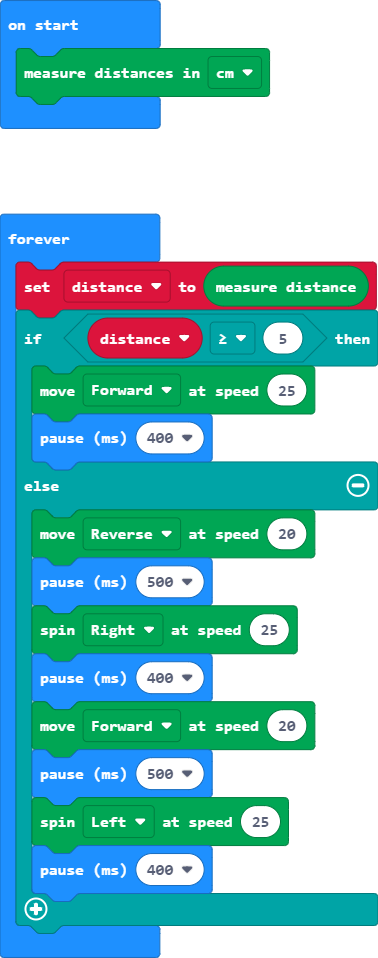 on start
measure distances in cm
forever
set distance to measure distance
if distance ≥ 5 then
move Forward at speed 25
pause (ms) 400
else
move Reverse at speed 20
pause (ms) 500
spin Right at speed 25
pause (ms) 400
move Forward at speed 20
pause (ms) 500
spin Left at speed 25
pause (ms) 400